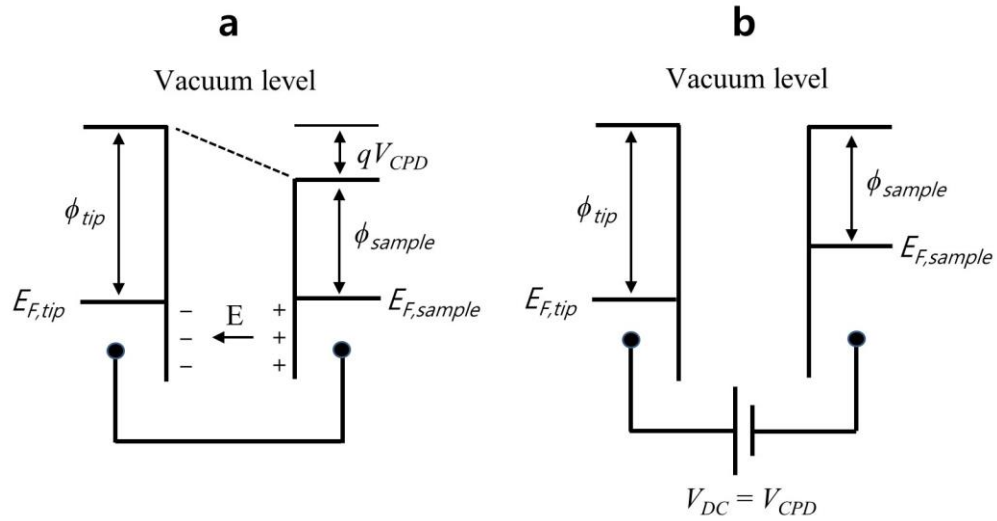 a
Vacuum level
qV_CPD
ϕ_tip
ϕ_sample
E_F,tip
E_F,sample
− E +
− +
− +
b
Vacuum level
ϕ_tip
ϕ_sample
E_F,sample
E_F,tip
V_DC = V_CPD